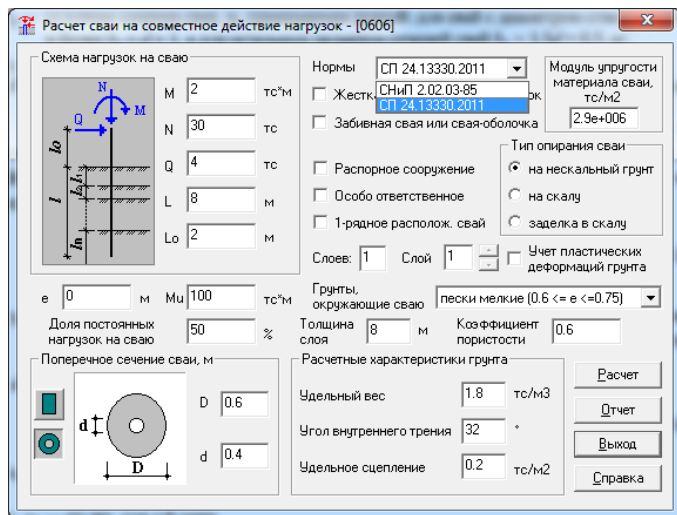 Расчет сваи на совместное действие нагрузок - [0606]
Схема нагрузок на сваю
N
M
Q
lo
l
l1
l2
ln
M 2 тс*м
N 30 тс
Q 4 тс
L 8 м
Lo 2 м
Нормы СП 24.13330.2011
СНиП 2.02.03-85
СП 24.13330.2011
Жестк
ок
Забивная свая или свая-оболочка
Модуль упругости
материала сваи,
тс/м2
2.9e+006
Распорное сооружение
Особо ответственное
1-рядное располож. свай
Тип опирания сваи
на нескальный грунт
на скалу
заделка в скалу
Слоев: 1 Слой 1
Учет пластических
деформаций грунта
e 0 м Mu 100 тс*м
Грунты,
окружающие сваю пески мелкие (0.6 <= e <=0.75)
Доля постоянных
нагрузок на сваю 50 %
Толщина
слоя 8 м
Коэффициент
пористости 0.6
Поперечное сечение сваи, м
d
D
D 0.6
d 0.4
Расчетные характеристики грунта
Удельный вес 1.8 тс/м3
Угол внутреннего трения 32 °
Удельное сцепление 0.2 тс/м2
Расчет
Отчет
Выход
Справка